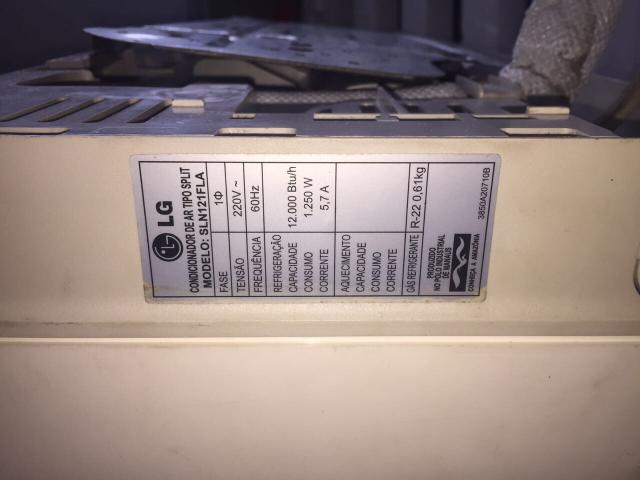 LG
CONDICIONADOR DE AR TIPO SPLIT
MODELO: SLN121FLA
FASE 1Φ
TENSÃO 220V ~
FREQUÊNCIA 60Hz
REFRIGERAÇÃO
CAPACIDADE 12.000 Btu/h
CONSUMO 1.250 W
CORRENTE 5,7 A
AQUECIMENTO
CAPACIDADE
CONSUMO
CORRENTE
GÁS REFRIGERANTE R-22 0,61kg
PRODUZIDO
NO PÓLO INDUSTRIAL
DE MANAUS
CONHEÇA A AMAZÔNIA
3850A20710B